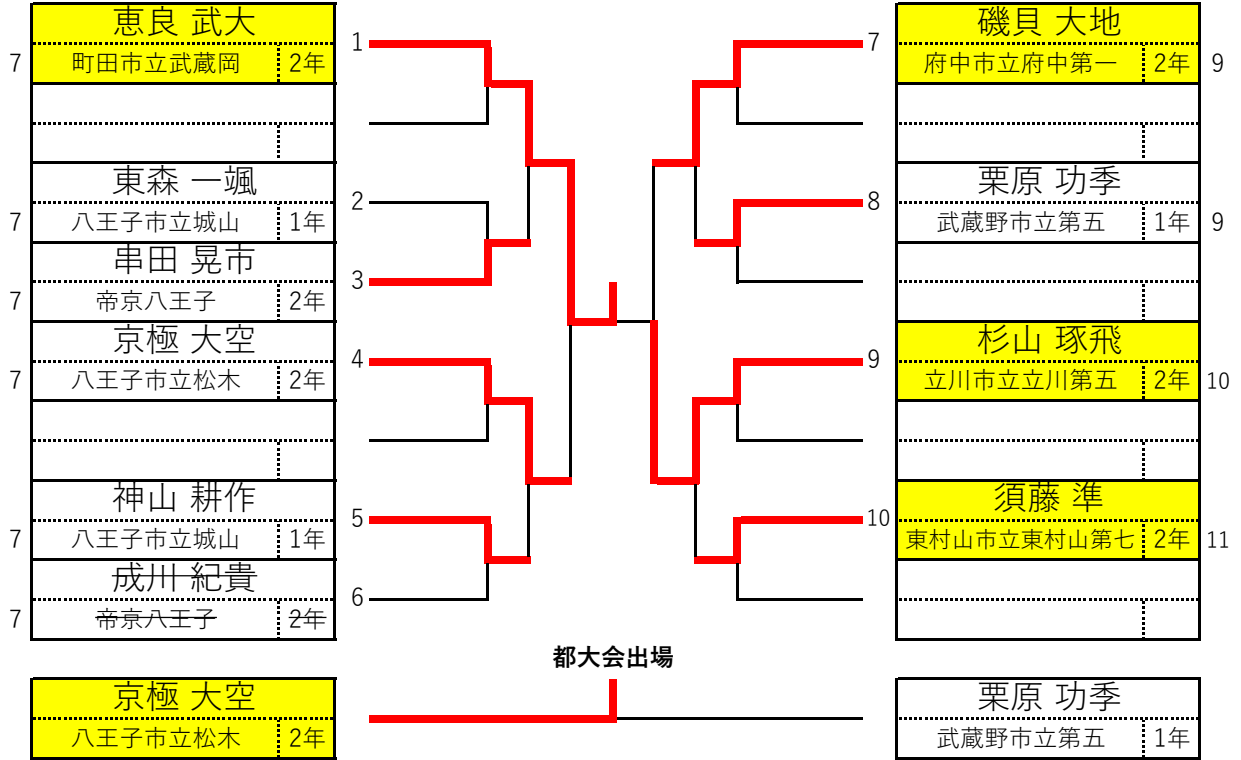 恵良 武大
1
7 町田市立武蔵岡 2年
東森 一颯
2
7 八王子市立城山 1年
串田 晃市
3
7 帝京八王子 2年
京極 大空
4
7 八王子市立松木 2年
神山 耕作
5
7 八王子市立城山 1年
成川 紀貴
6
7 帝京八王子 2年
磯貝 大地
7
府中市立府中第一 2年 9
栗原 功季
8
武蔵野市立第五 1年 9
杉山 琢飛
9
立川市立立川第五 2年 10
須藤 準
10
東村山市立東村山第七 2年 11
都大会出場
京極 大空
八王子市立松木 2年
栗原 功季
武蔵野市立第五 1年